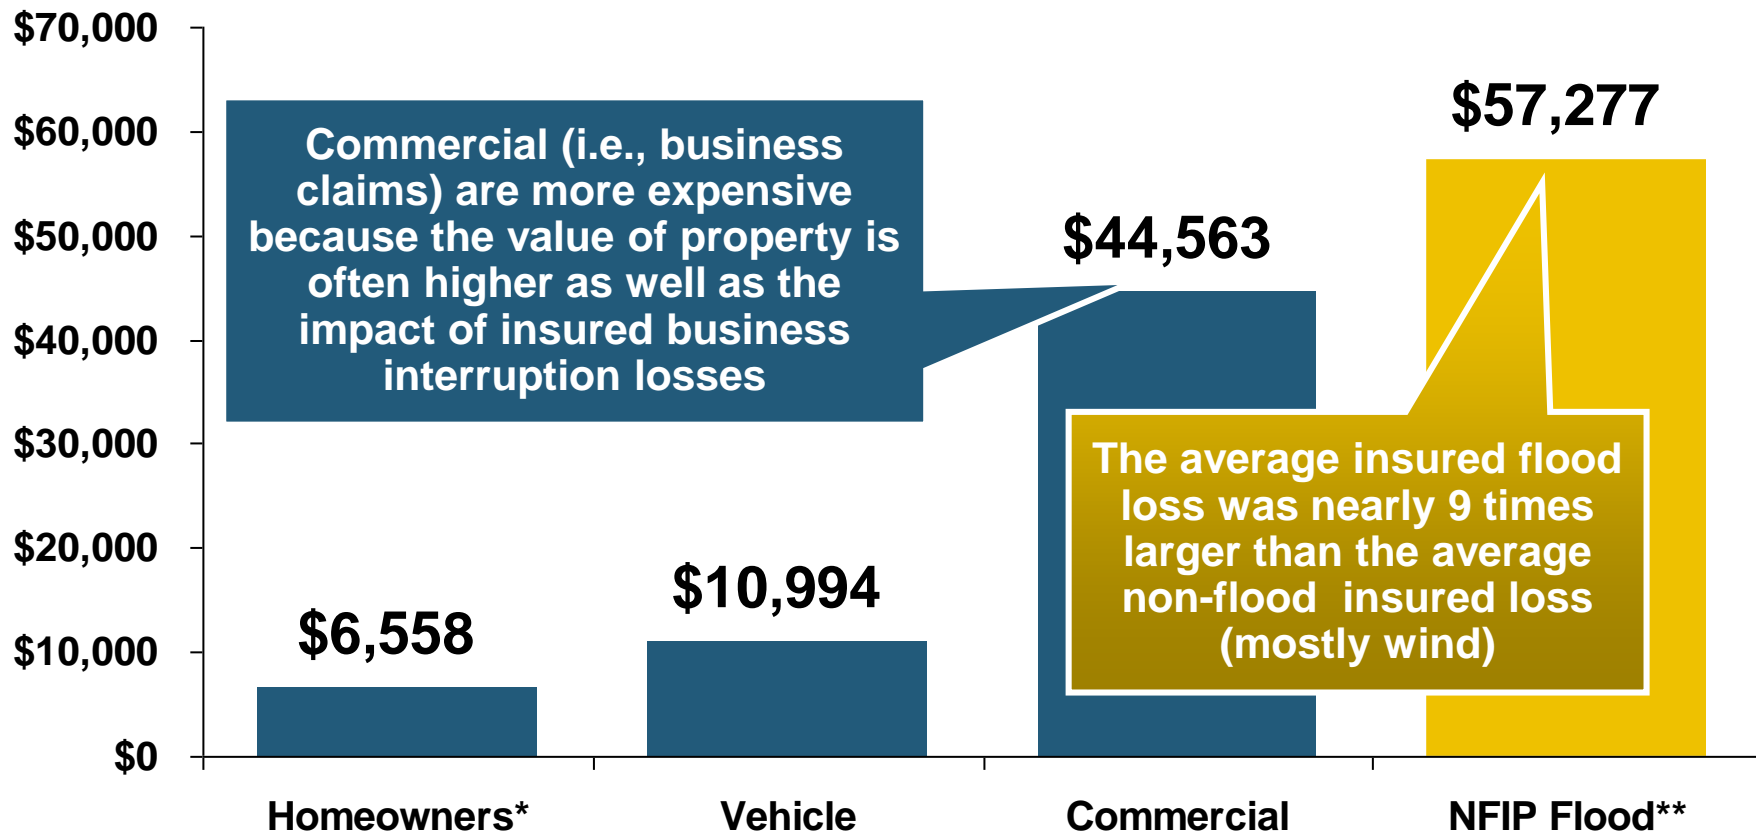 $70,000
$60,000
$50,000
$40,000
$30,000
$20,000
$10,000
$0
Commercial (i.e., business
claims) are more expensive
because the value of property is
often higher as well as the
impact of insured business
interruption losses
$6,558
$10,994
$44,563
$57,277
The average insured flood
loss was nearly 9 times
larger than the average
non-flood insured loss
(mostly wind)
Homeowners*
Vehicle
Commercial
NFIP Flood**